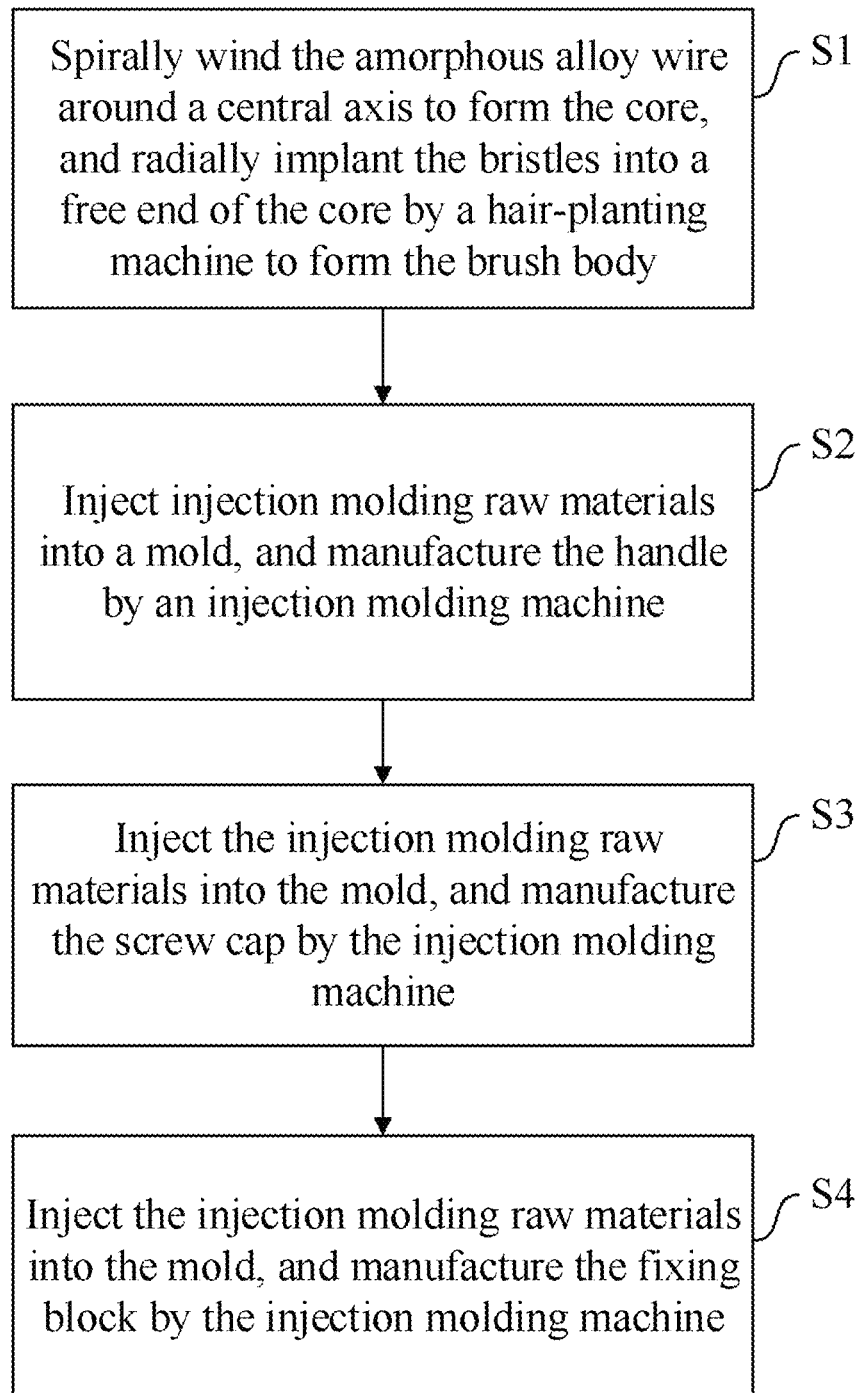 Spirally wind the amorphous alloy wire
around a central axis to form the core,
and radially implant the bristles into a
free end of the core by a hair-planting
machine to form the brush body
S1
Inject injection molding raw materials
into a mold, and manufacture the handle
by an injection molding machine
S2
Inject the injection molding raw
materials into the mold, and manufacture
the screw cap by the injection molding
machine
S3
Inject the injection molding raw materials
into the mold, and manufacture the fixing
block by the injection molding machine
S4